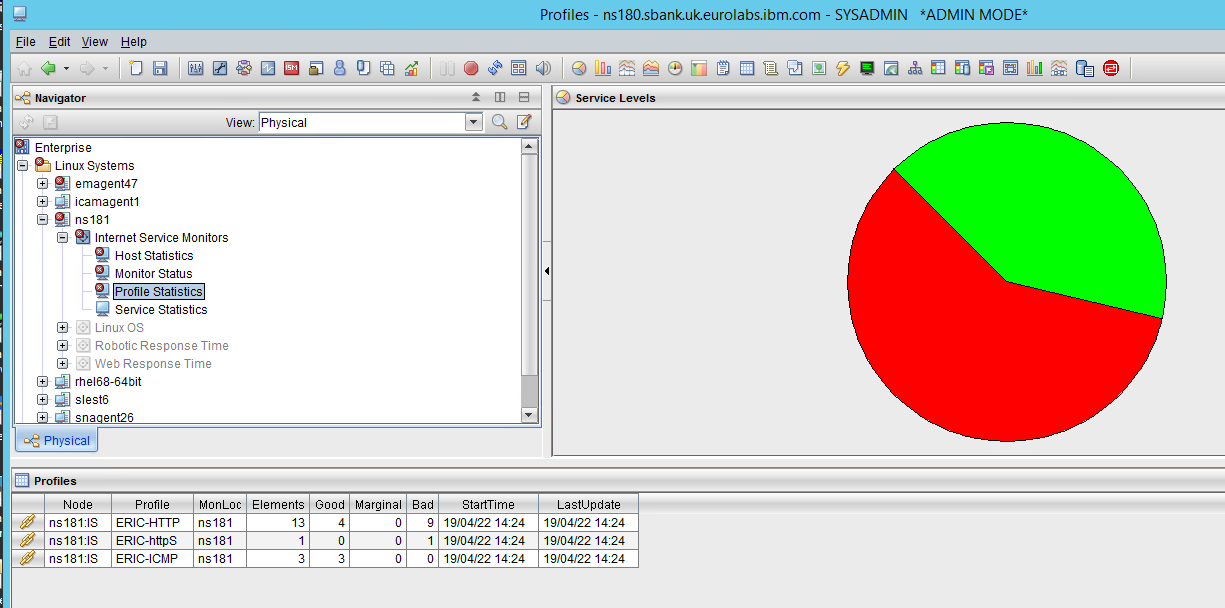 Profiles - ns180.sbank.uk.eurolabs.ibm.com - SYSADMIN *ADMIN MODE*
File Edit View Help
ISM
Navigator
View: Physical
Enterprise
Linux Systems
emagent47
icamagent1
ns181
Internet Service Monitors
Host Statistics
Monitor Status
Profile Statistics
Service Statistics
Linux OS
Robotic Response Time
Web Response Time
rhel68-64bit
slest6
snagent26
Physical
Service Levels
Profiles
Node Profile MonLoc Elements Good Marginal Bad StartTime LastUpdate
ns181:IS ERIC-HTTP ns181 13 4 0 9 19/04/22 14:24 19/04/22 14:24
ns181:IS ERIC-httpS ns181 1 0 0 1 19/04/22 14:24 19/04/22 14:24
ns181:IS ERIC-ICMP ns181 3 3 0 0 19/04/22 14:24 19/04/22 14:24